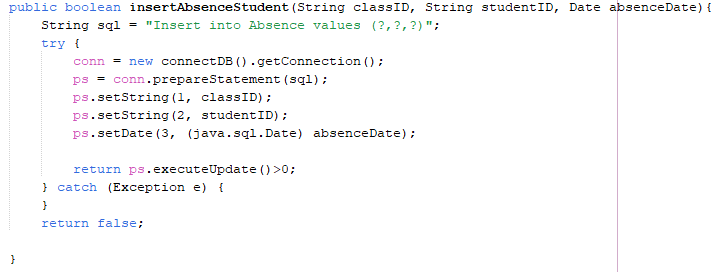 public boolean insertAbsenceStudent(String classID, String studentID, Date absenceDate){
    String sql = "Insert into Absence values (?,?,?)";
    try {
        conn = new connectDB().getConnection();
        ps = conn.prepareStatement(sql);
        ps.setString(1, classID);
        ps.setString(2, studentID);
        ps.setDate(3, (java.sql.Date) absenceDate);

        return ps.executeUpdate()>0;
    } catch (Exception e) {
    }
    return false;

}